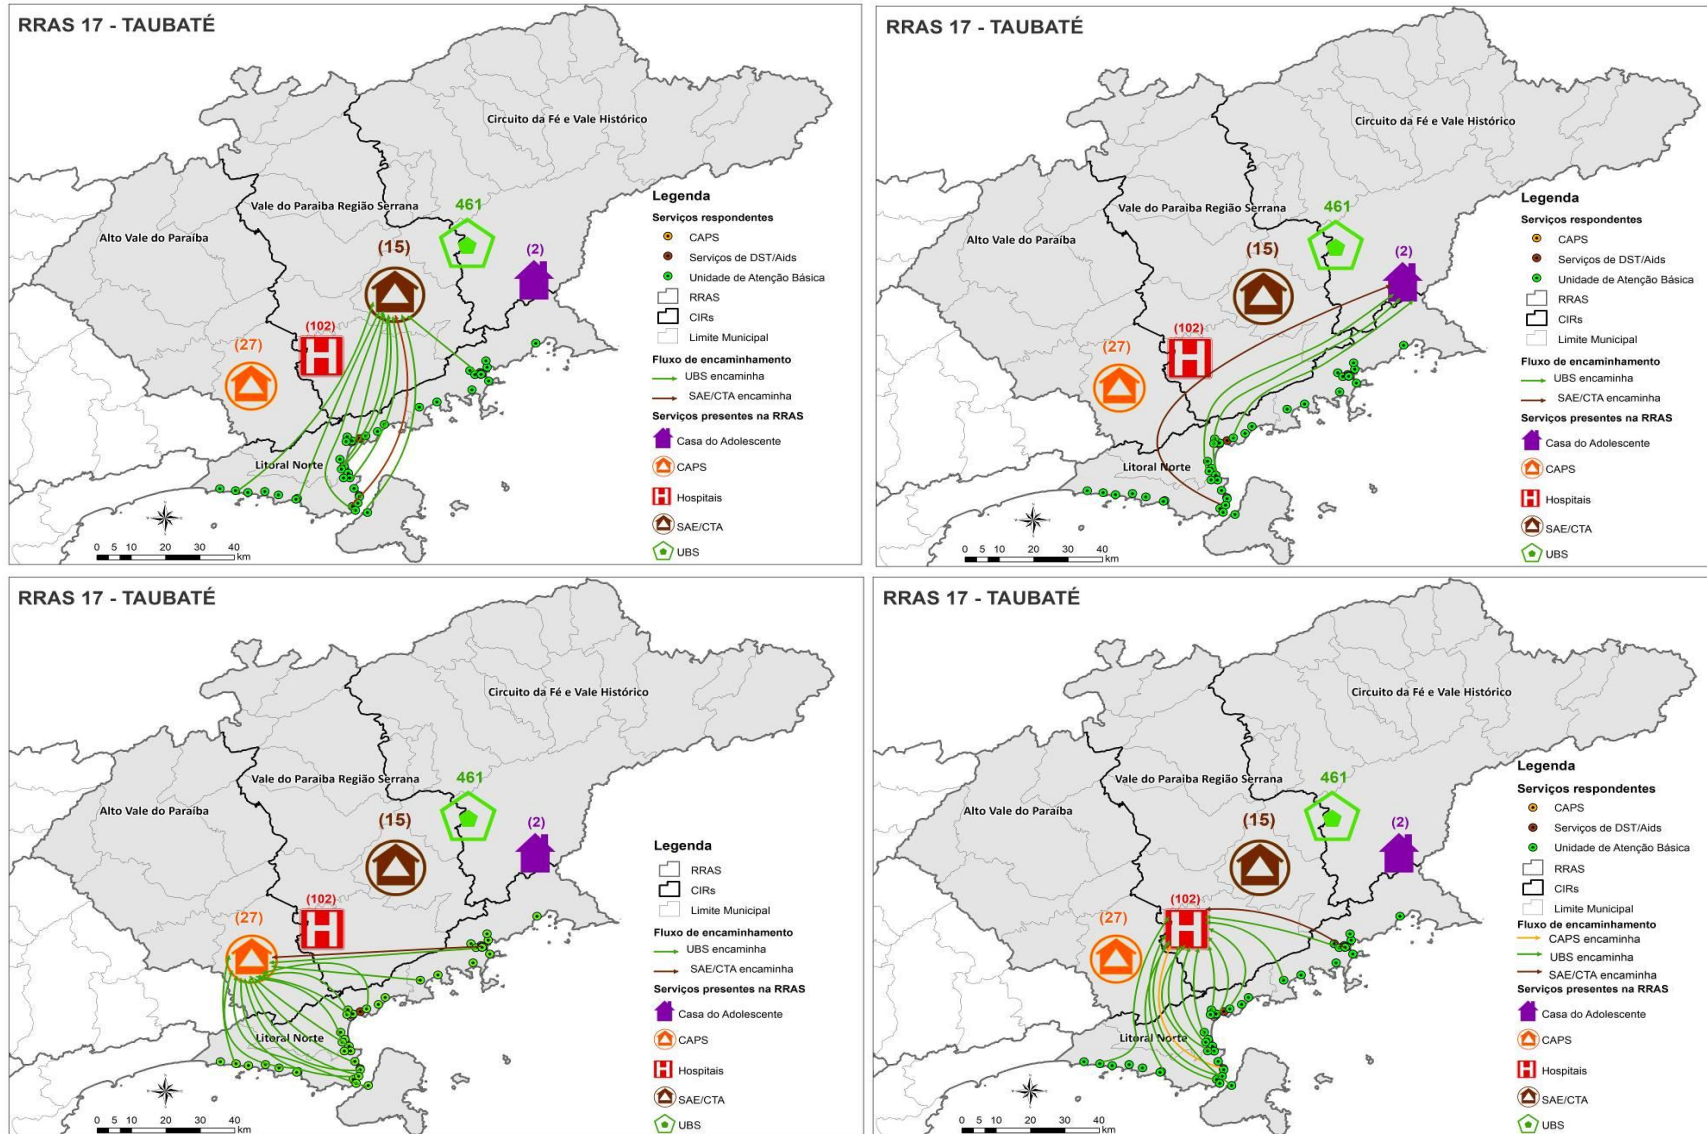 RRAS 17 - TAUBATÉ
Circuito da Fé e Vale Histórico
Vale do Paraiba Região Serrana
Alto Vale do Paraíba
461
(15)
(2)
(102)
(27)
Litoral Norte
0 5 10 20 30 40
km
Legenda
Serviços respondentes
CAPS
Serviços de DST/Aids
Unidade de Atenção Básica
RRAS
CIRs
Limite Municipal
Fluxo de encaminhamento
UBS encaminha
SAE/CTA encaminha
Serviços presentes na RRAS
Casa do Adolescente
CAPS
H Hospitais
SAE/CTA
UBS
RRAS 17 - TAUBATÉ
Circuito da Fé e Vale Histórico
Vale do Paraiba Região Serrana
Alto Vale do Paraíba
461
(15)
(2)
(102)
H
(27)
Litoral Norte
0 5 10 20 30 40
km
Legenda
Serviços respondentes
CAPS
Serviços de DST/Aids
Unidade de Atenção Básica
RRAS
CIRs
Limite Municipal
Fluxo de encaminhamento
UBS encaminha
SAE/CTA encaminha
Serviços presentes na RRAS
Casa do Adolescente
CAPS
H Hospitais
SAE/CTA
UBS
RRAS 17 - TAUBATÉ
Circuito da Fé e Vale Histórico
Vale do Paraiba Região Serrana
Alto Vale do Paraíba
461
(15)
(2)
(102)
H
(27)
Litoral Norte
0 5 10 20 30 40
km
Legenda
RRAS
CIRs
Limite Municipal
Fluxo de encaminhamento
UBS encaminha
SAE/CTA encaminha
Serviços presentes na RRAS
Casa do Adolescente
CAPS
H Hospitais
SAE/CTA
UBS
RRAS 17 - TAUBATÉ
Circuito da Fé e Vale Histórico
Vale do Paraiba Região Serrana
Alto Vale do Paraíba
461
(15)
(2)
(102)
H
(27)
Litoral Norte
0 5 10 20 30 40
km
Legenda
Serviços respondentes
CAPS
Serviços de DST/Aids
Unidade de Atenção Básica
RRAS
CIRs
Limite Municipal
Fluxo de encaminhamento
CAPS encaminha
UBS encaminha
SAE/CTA encaminha
Serviços presentes na RRAS
Casa do Adolescente
CAPS
H Hospitais
SAE/CTA
UBS